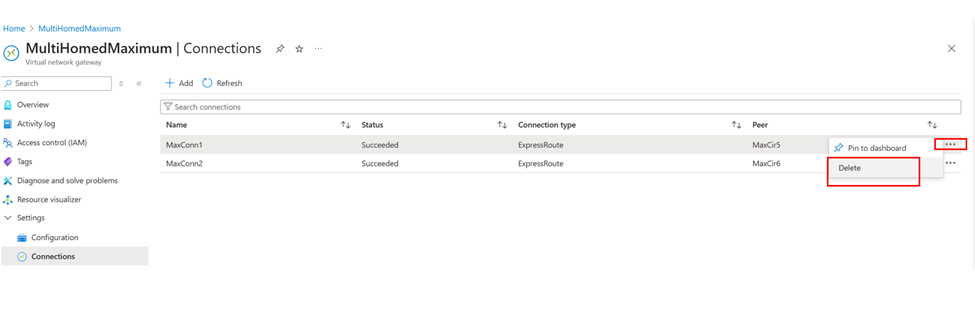 Home > MultiHomedMaximum
MultiHomedMaximum | Connections
Virtual network gateway
Search
Add Refresh
Search connections
Overview
Activity log
Access control (IAM)
Tags
Diagnose and solve problems
Resource visualizer
Settings
Configuration
Connections
Name Status Connection type Peer
MaxConn1 Succeeded ExpressRoute MaxCir5
MaxConn2 Succeeded ExpressRoute MaxCir6
Pin to dashboard
Delete